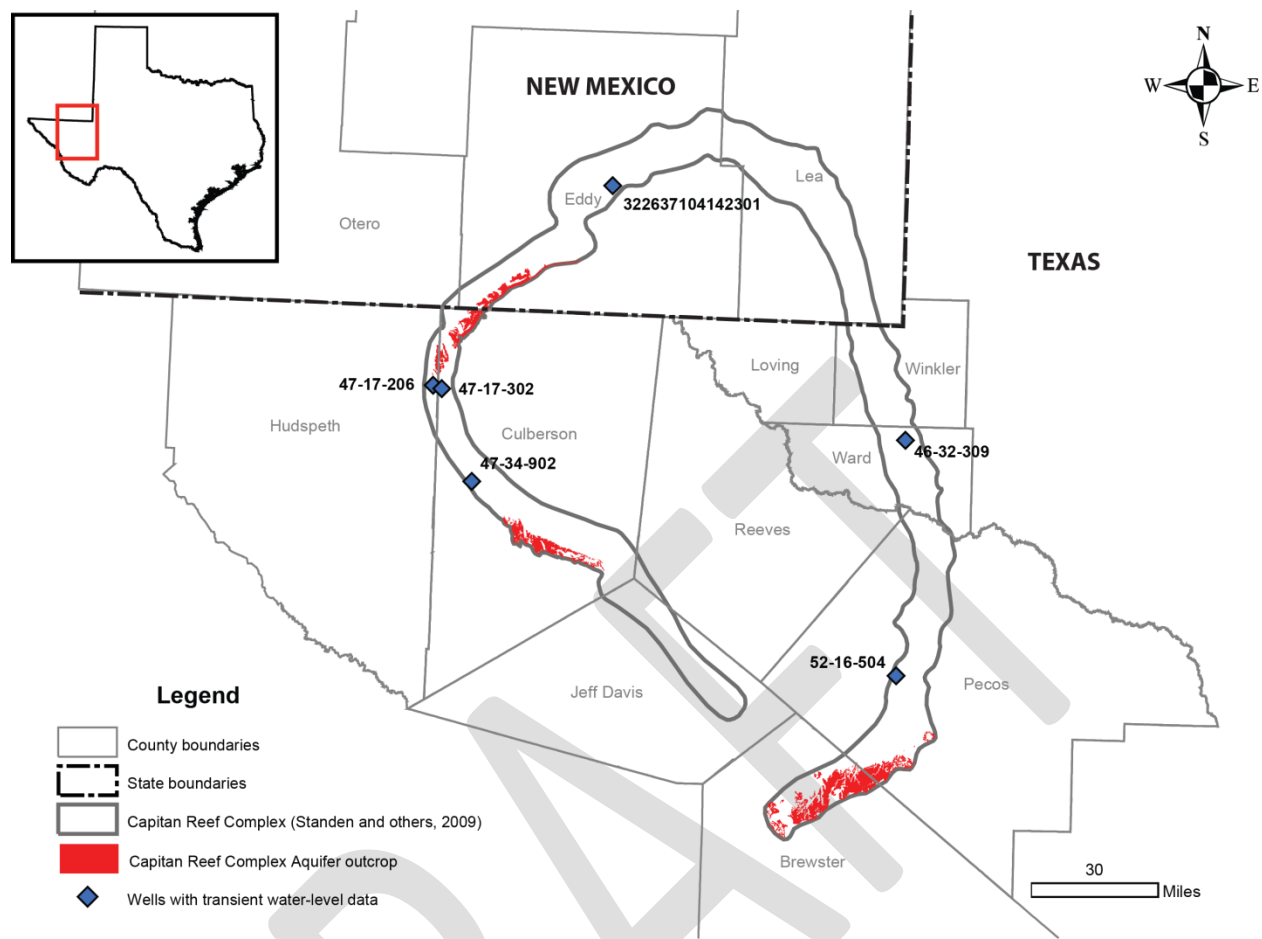 N
W E
S
NEW MEXICO
Lea
Eddy
322637104142301
Otero
TEXAS
Loving
Winkler
47-17-206
47-17-302
Hudspeth
Culberson
Ward
46-32-309
47-34-902
Reeves
52-16-504
Pecos
Jeff Davis
Brewster
Legend
County boundaries
State boundaries
Capitan Reef Complex (Standen and others, 2009)
Capitan Reef Complex Aquifer outcrop
Wells with transient water-level data
30
Miles
DRAFT